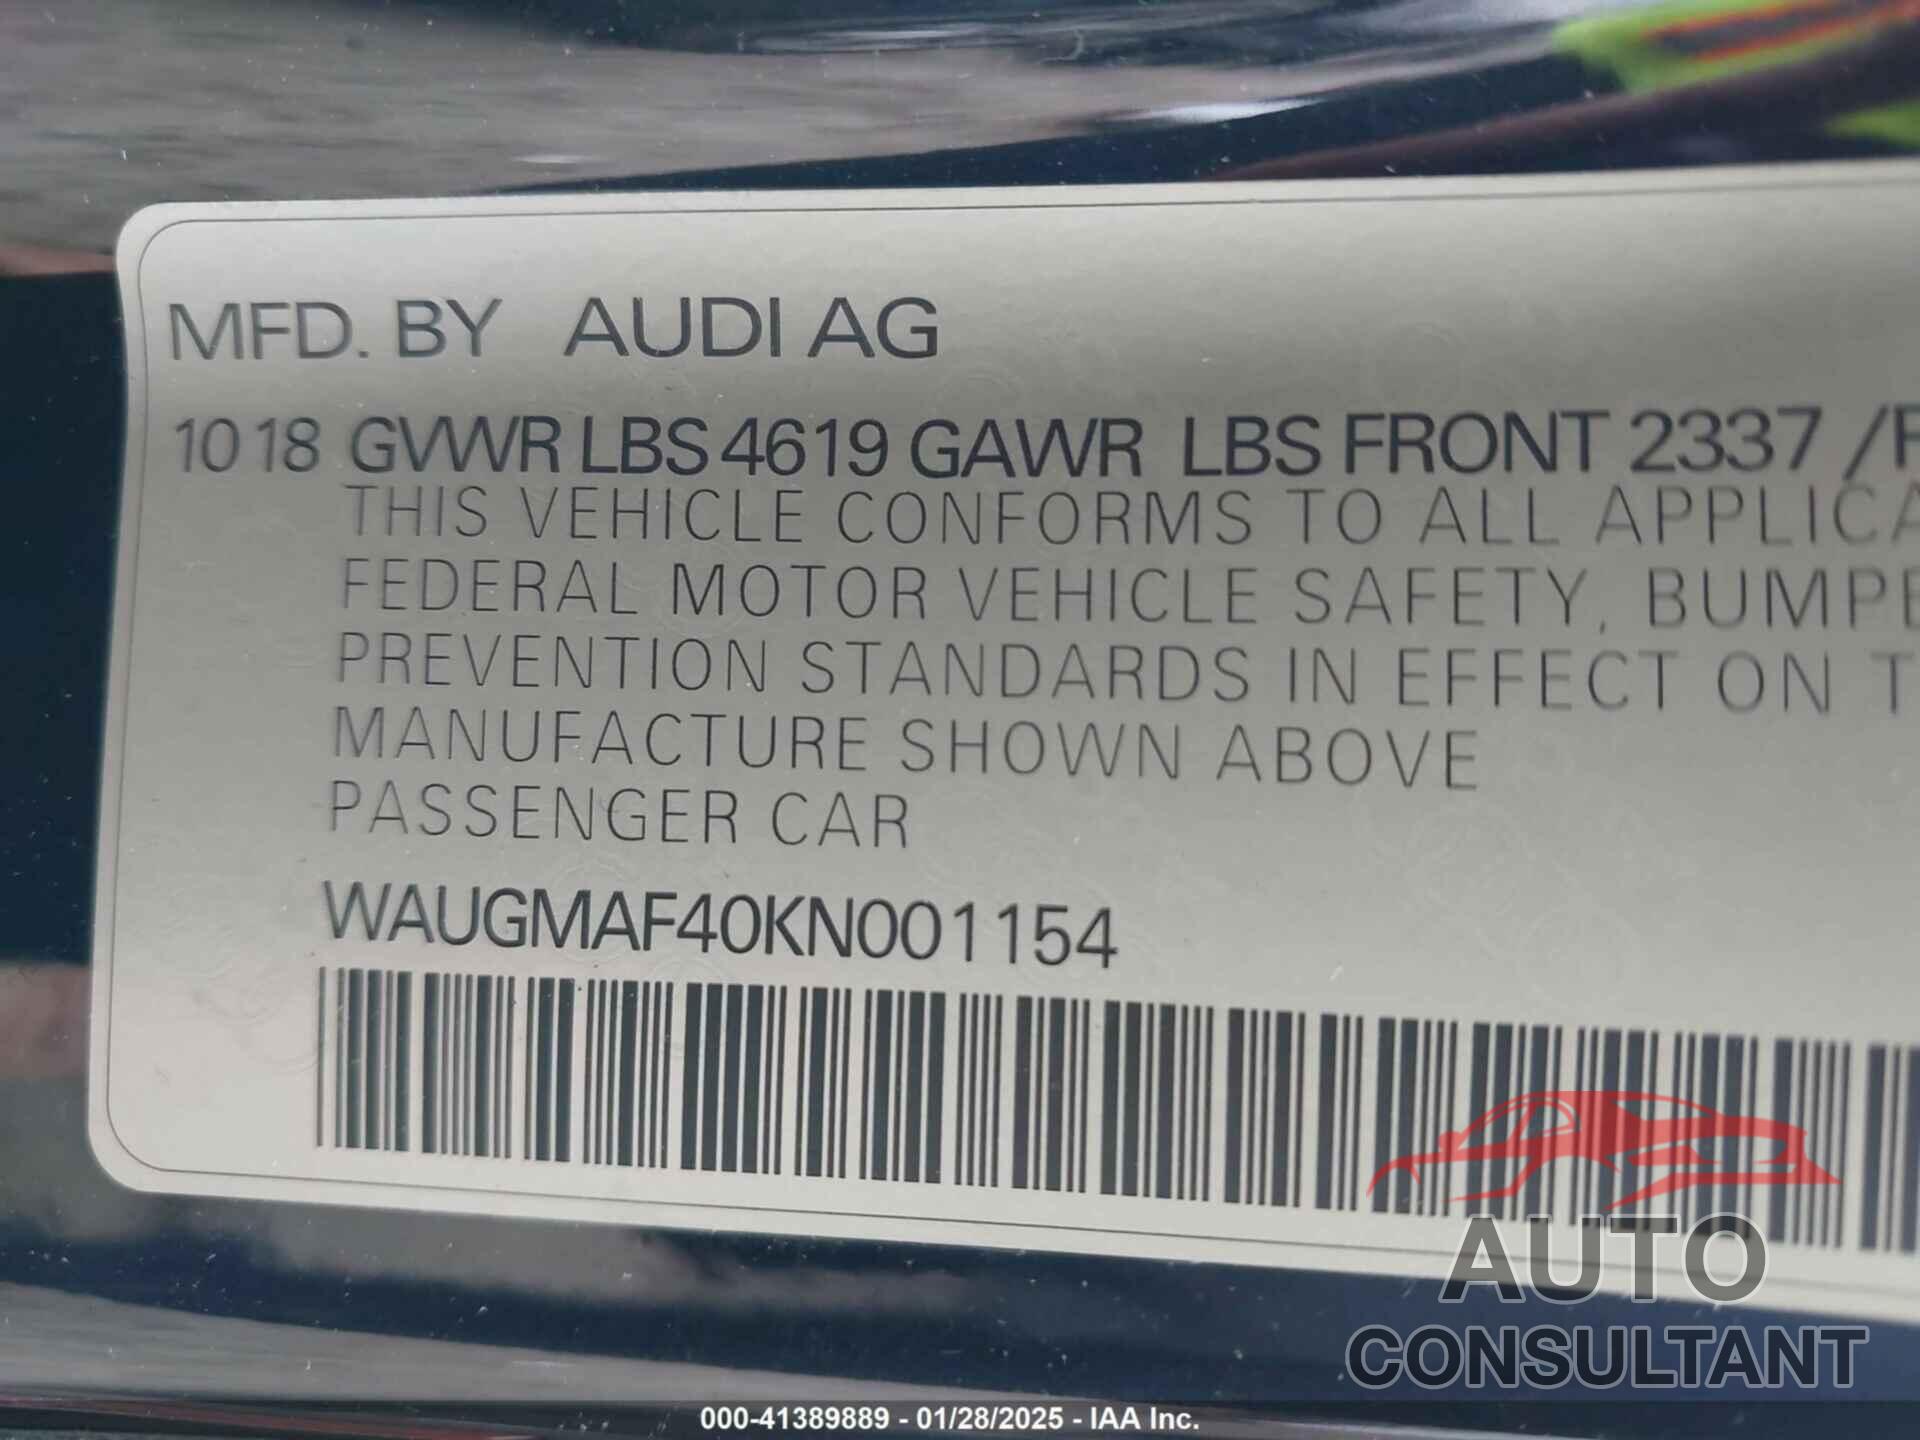 MFD. BY AUDI AG
10 18 GVWR LBS 4619 GAWR LBS FRONT 2337 /
THIS VEHICLE CONFORMS TO ALL
FEDERAL MOTOR VEHICLE SAFETY,
PREVENTION STANDARDS IN EFFECT ON
MANUFACTURE SHOWN ABOVE
PASSENGER CAR
WAUGMAF40KN001154
AUTO
CONSULTANT
000-41389889 - 01/28/2025 - IAA Inc.